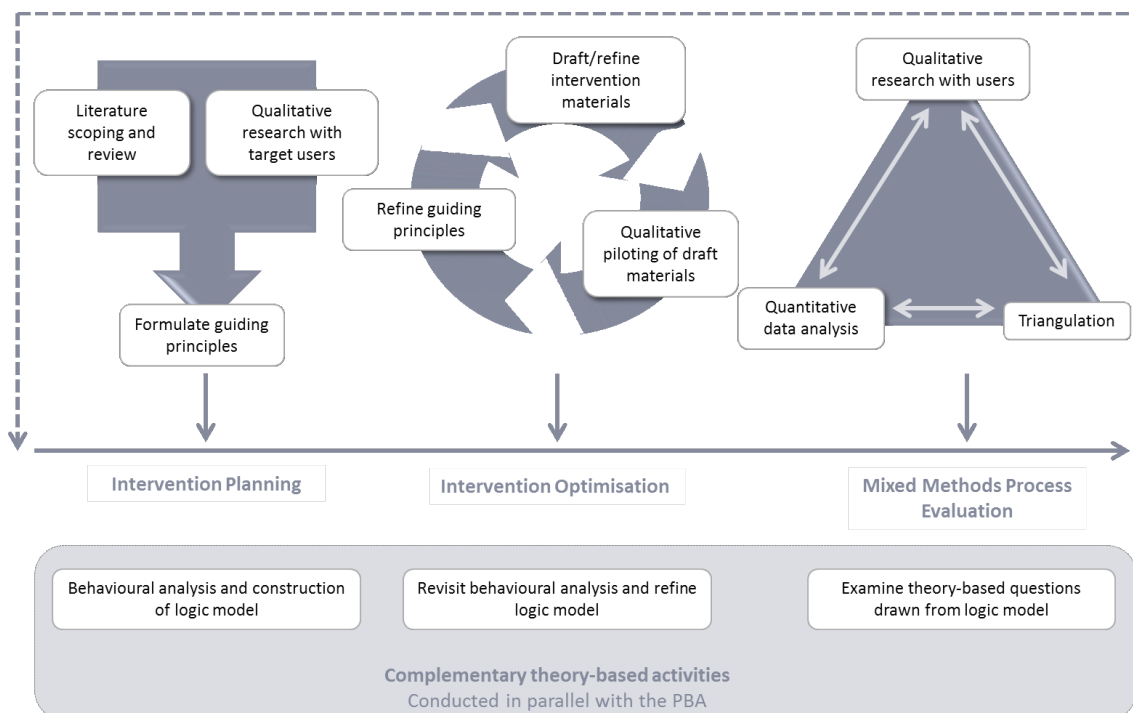 Literature
scoping and
review
Qualitative
research with
target users
Formulate guiding
principles
Draft/refine
intervention
materials
Refine guiding
principles
Qualitative
piloting of draft
materials
Qualitative
research with users
Quantitative
data analysis
Triangulation
Intervention Planning
Intervention Optimisation
Mixed Methods Process
Evaluation
Behavioural analysis and construction
of logic model
Revisit behavioural analysis and refine
logic model
Examine theory-based questions
drawn from logic model
Complementary theory-based activities
Conducted in parallel with the PBA